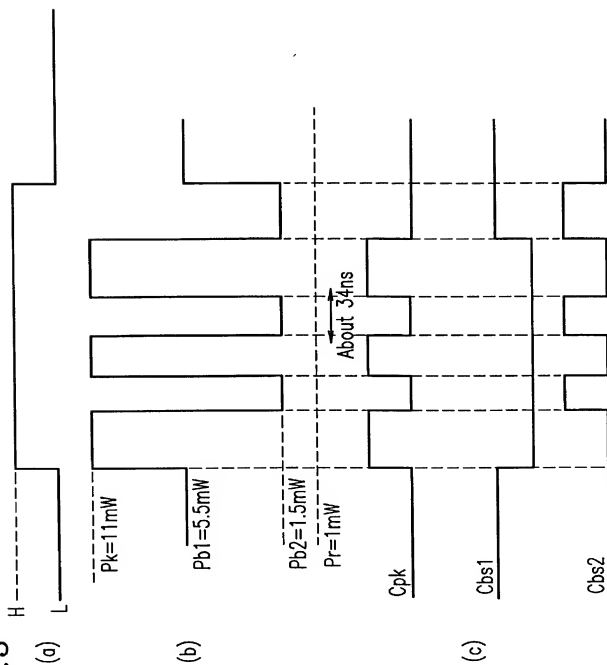 H
L
(a)
Pk=11mW
Pb1=5.5mW
(b)
Pb2=1.5mW
Pr=1mW
About 34ns
Cpk
Cbs1
(c)
Cbs2